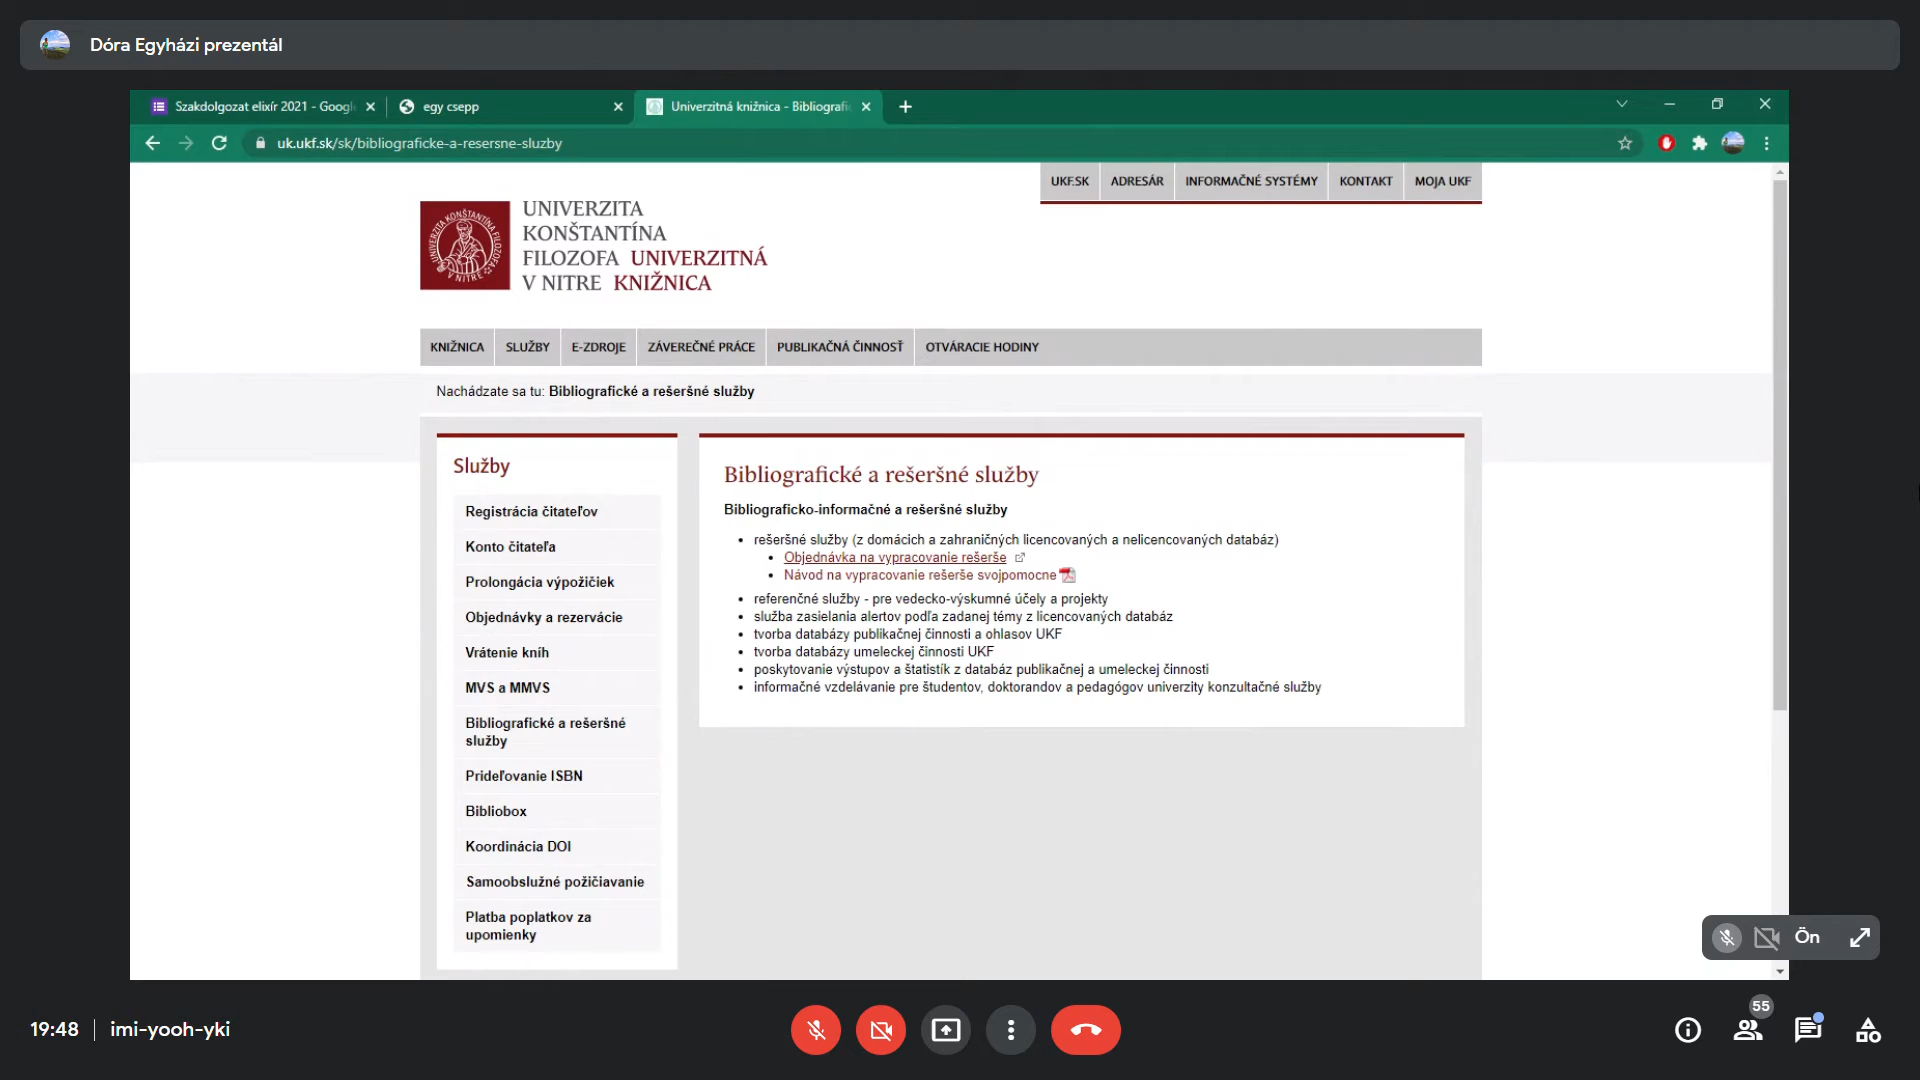 Dóra Egyházi prezentál
Szakdolgozat elixír 2021 - Googl
egy csepp
Univerzitná knižnica - Bibliografi
uk.ukf.sk/sk/bibliograficke-a-resersne-sluzby
UKF.SK ADRESÁR INFORMAČNÉ SYSTÉMY KONTAKT MOJA UKF
UNIVERZITA KONŠTANTÍNA FILOZOFA V NITRE
UNIVERZITA
KONŠTANTÍNA
FILOZOFA UNIVERZITNÁ
V NITRE KNIŽNICA
KNIŽNICA SLUŽBY E-ZDROJE ZÁVEREČNÉ PRÁCE PUBLIKAČNÁ ČINNOSŤ OTVÁRACIE HODINY
Nachádzate sa tu: Bibliografické a rešeršné služby
Služby
Registrácia čitateľov
Konto čitateľa
Prolongácia výpožičiek
Objednávky a rezervácie
Vrátenie kníh
MVS a MMVS
Bibliografické a rešeršné
služby
Prideľovanie ISBN
Bibliobox
Koordinácia DOI
Samoobslužné požičiavanie
Platba poplatkov za
upomienky
Bibliografické a rešeršné služby
Bibliograficko-informačné a rešeršné služby
rešeršné služby (z domácich a zahraničných licencovaných a nelicencovaných databáz)
Objednávka na vypracovanie rešerše
Návod na vypracovanie rešerše svojpomocne
referenčné služby - pre vedecko-výskumné účely a projekty
služba zasielania alertov podľa zadanej témy z licencovaných databáz
tvorba databázy publikačnej činnosti a ohlasov UKF
tvorba databázy umeleckej činnosti UKF
poskytovanie výstupov a štatistík z databáz publikačnej a umeleckej činnosti
informačné vzdelávanie pre študentov, doktorandov a pedagógov univerzity konzultačné služby
Ön
19:48 imi-yooh-yki
55